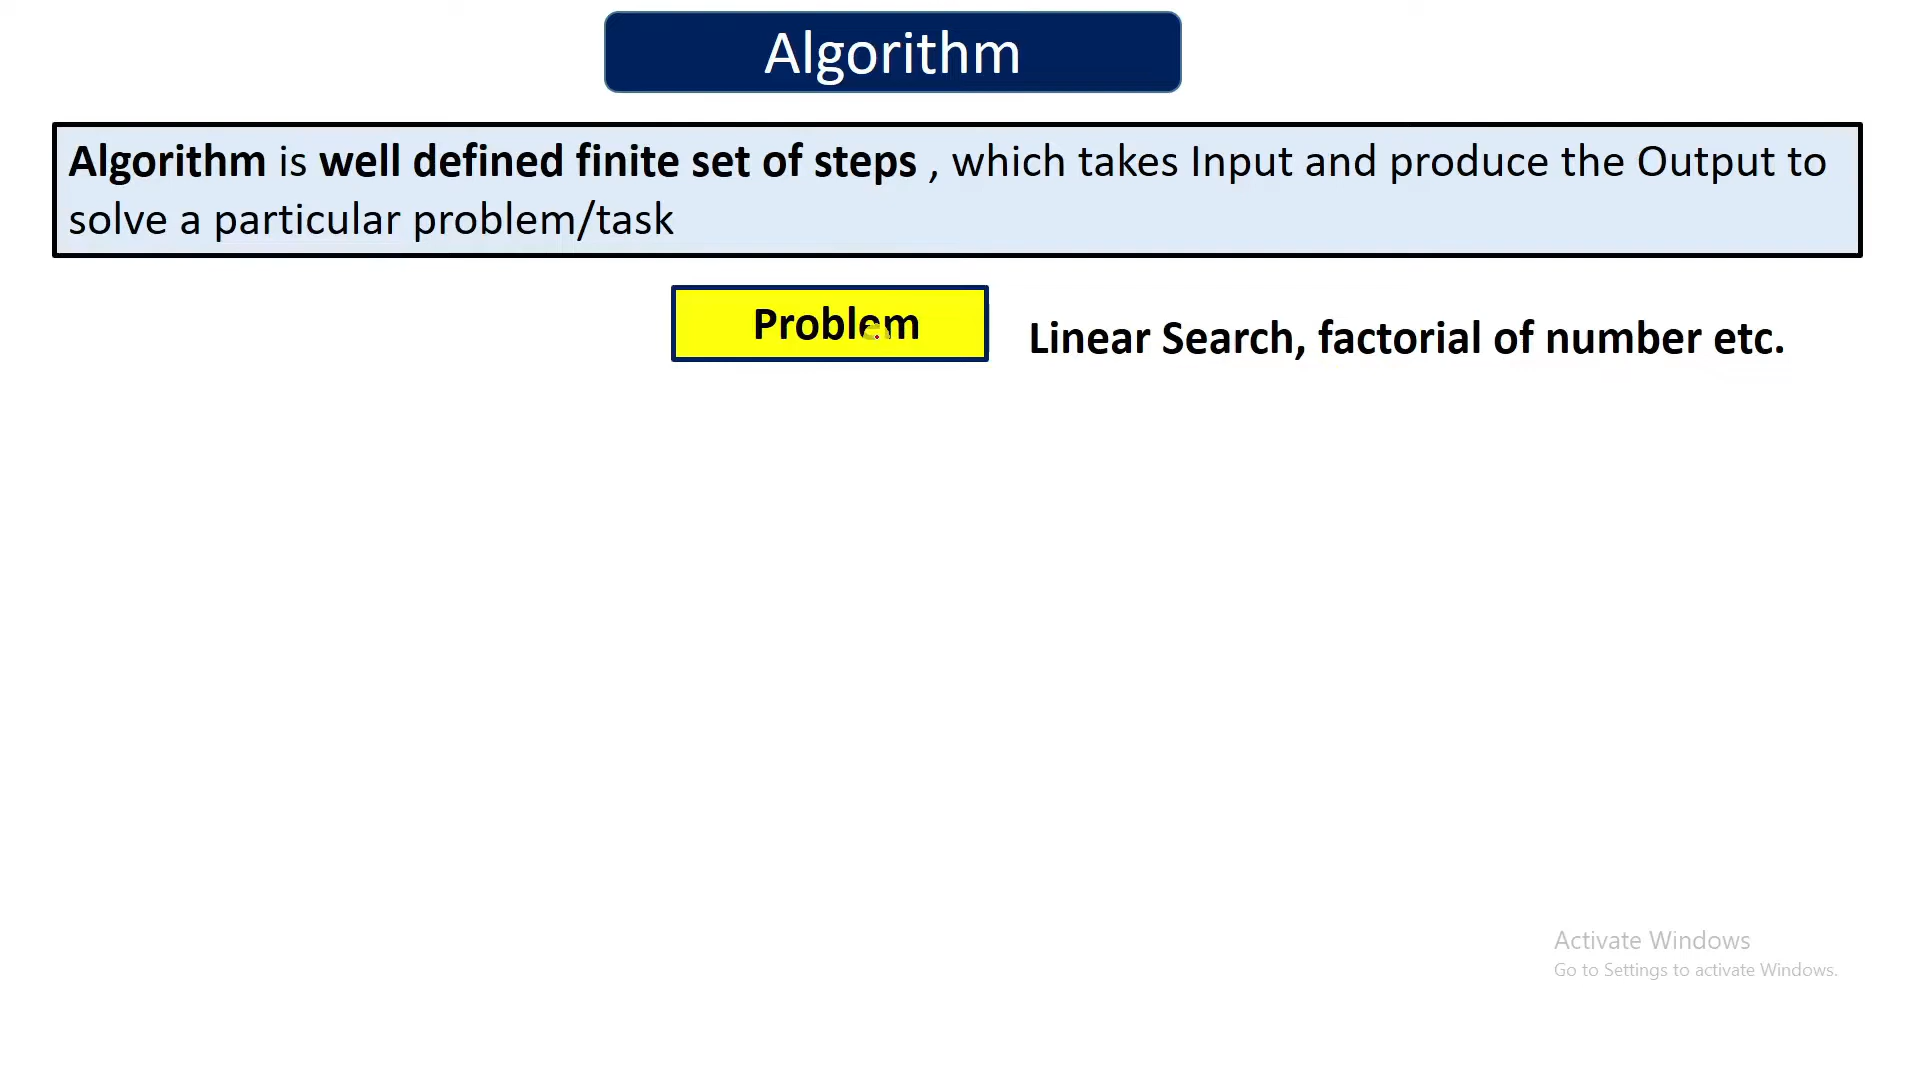 Algorithm
Algorithm is well defined finite set of steps , which takes Input and produce the Output to
solve a particular problem/task
Problem
Linear Search, factorial of number etc.
Activate Windows
Go to Settings to activate Windows.